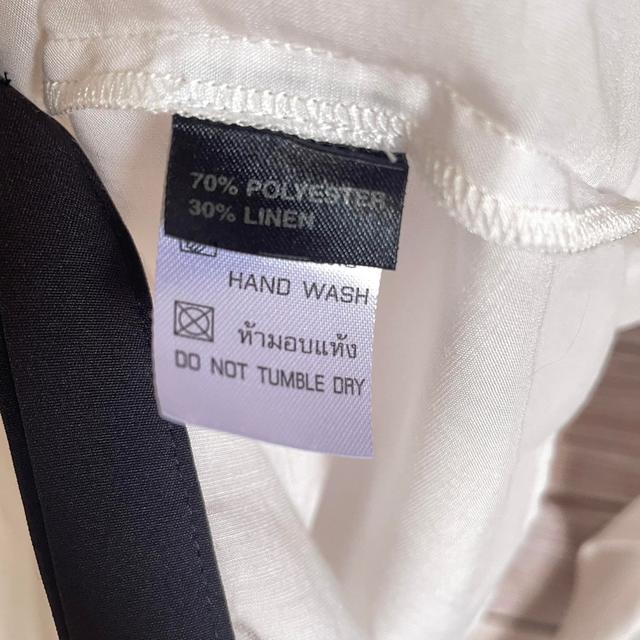 70% POLYESTER
30% LINEN
HAND WASH
ห้ามอบแห้ง
DO NOT TUMBLE DRY